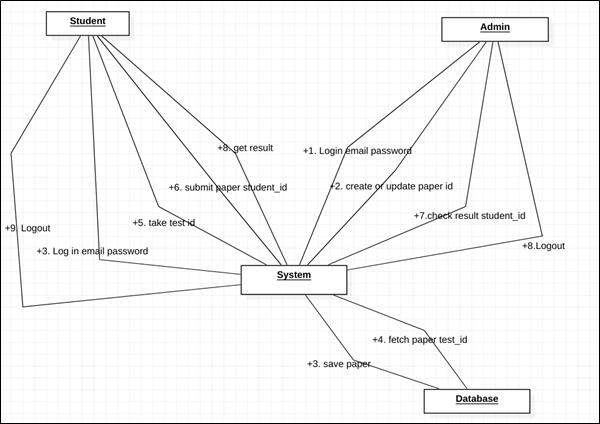 Student
Admin
+8. get result
+1. Login email password
+6. submit paper student_id
+2. create or update paper id
+5. take test id
+7.check result student_id
+9. Logout
+3. Log in email password
+8.Logout
System
+4. fetch paper test_id
+3. save paper
Database